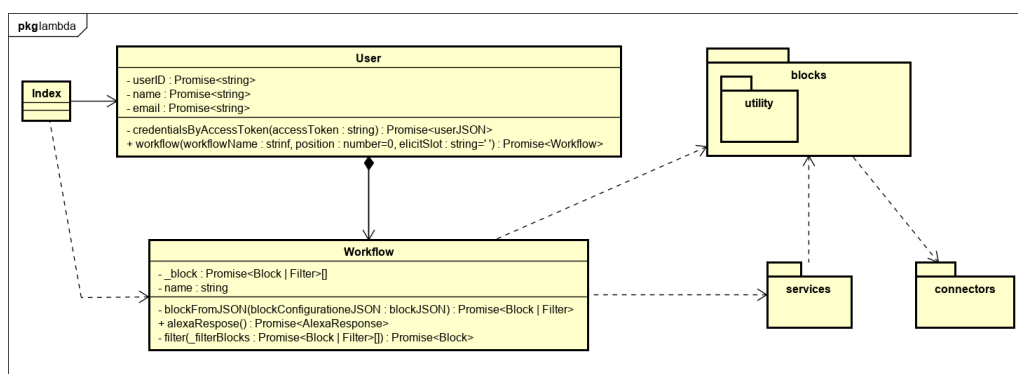 pkg lambda
Index
User
- userID : Promise<string>
- name : Promise<string>
- email : Promise<string>
- credentialsByAccessToken(accessToken : string) : Promise<userJSON>
+ workflow(workflowName : strinf, position : number=0, elicitSlot : string=' ') : Promise<Workflow>
blocks
utility
Workflow
- _block : Promise<Block | Filter>[]
- name : string
- blockFromJSON(blockConfigurationeJSON : blockJSON) : Promise<Block | Filter>
+ alexaRespose() : Promise<AlexaResponse>
- filter(_filterBlocks : Promise<Block | Filter>[]) : Promise<Block>
services
connectors